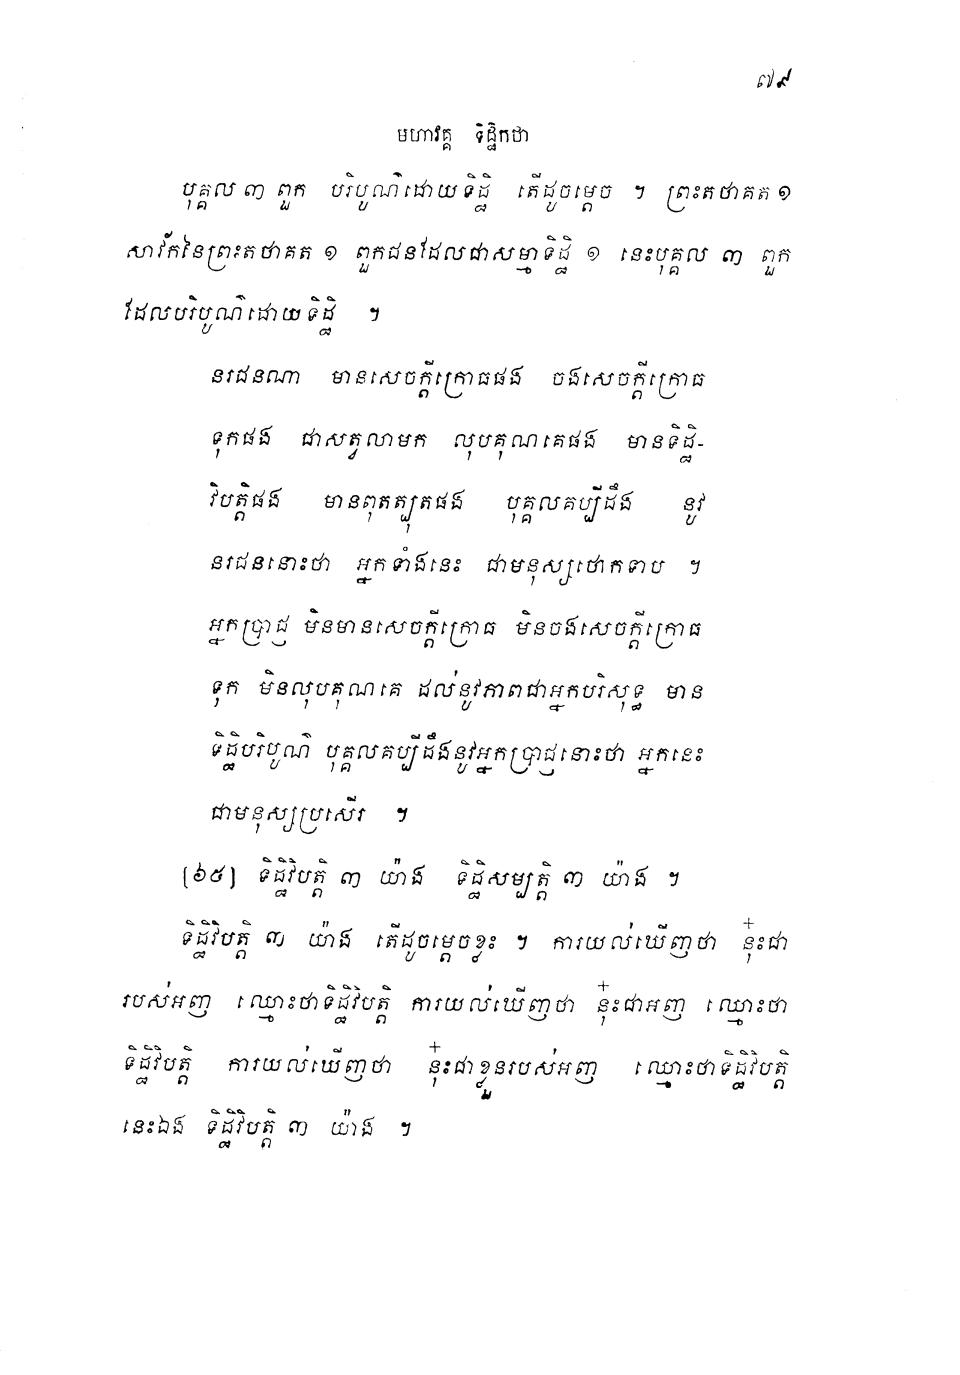 ៧៩
មហាវគ្គ ទិដ្ឋិកថា
បុគ្គល ៣ ពួក បរិបូណ៌ដោយទិដ្ឋិ តើដូចម្តេច ។ ព្រះតថាគត ១
សាវ័កនៃព្រះតថាគត ១ ពួកជនដែលជាសម្មាទិដ្ឋិ ១ នេះបុគ្គល ៣ ពួក
ដែលបរិបូណ៌ដោយទិដ្ឋិ ។
នរជនណា មានសេចក្តីក្រោធផង ចងសេចក្តីក្រោធ
ទុកផង ជាសត្វលាមក លុបគុណគេផង មានទិដ្ឋិ-
វិបត្តិផង មានពុតត្បុតផង បុគ្គលគប្បីដឹង នូវ
នរជននោះថា អ្នកទាំងនេះ ជាមនុស្សថោកទាប ។
អ្នកប្រាជ្ញ មិនមានសេចក្តីក្រោធ មិនចងសេចក្តីក្រោធ
ទុក មិនលុបគុណគេ ដល់នូវភាពជាអ្នកបរិសុទ្ធ មាន
ទិដ្ឋិបរិបូណ៌ បុគ្គលគប្បីដឹងនូវអ្នកប្រាជ្ញនោះថា អ្នកនេះ
ជាមនុស្សប្រសើរ ។
(៦៥) ទិដ្ឋិវិបត្តិ ៣ យ៉ាង ទិដ្ឋិសម្បត្តិ ៣ យ៉ាង ។
ទិដ្ឋិវិបត្តិ ៣ យ៉ាង តើដូចម្តេចខ្លះ ។ ការយល់ឃើញថា នុ៎ះជា
របស់អញ ឈ្មោះថាទិដ្ឋិវិបត្តិ ការយល់ឃើញថា នុ៎ះជាអញ ឈ្មោះថា
ទិដ្ឋិវិបត្តិ ការយល់ឃើញថា នុ៎ះជាខ្លួនរបស់អញ ឈ្មោះថាទិដ្ឋិវិបត្តិ
នេះឯង ទិដ្ឋិវិបត្តិ ៣ យ៉ាង ។